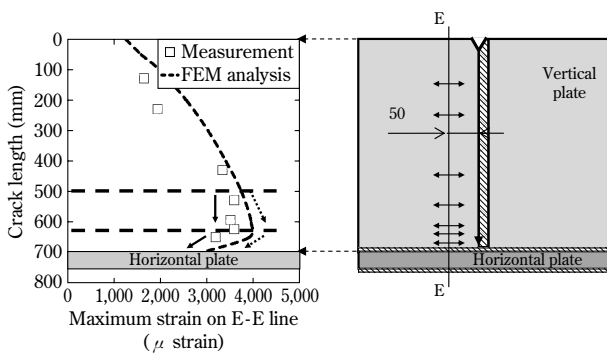 Measurement
FEM analysis
Crack length (mm)
0
100
200
300
400
500
600
700
800
Horizontal plate
0
1,000
2,000
3,000
4,000
5,000
Maximum strain on E-E line
(μ strain)
E
Vertical
plate
50
Horizontal plate
E